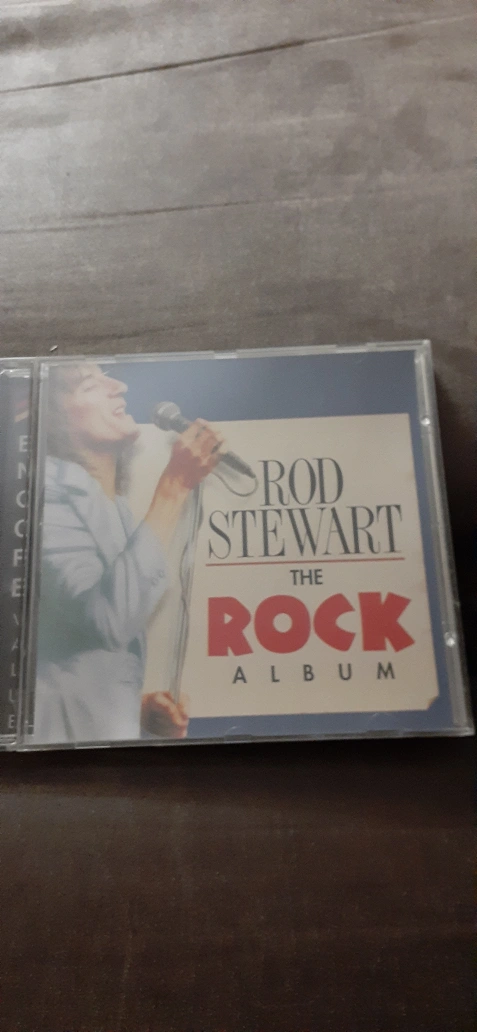 ROD
STEWART
THE
ROCK
ALBUM
ENCORE
VALUE